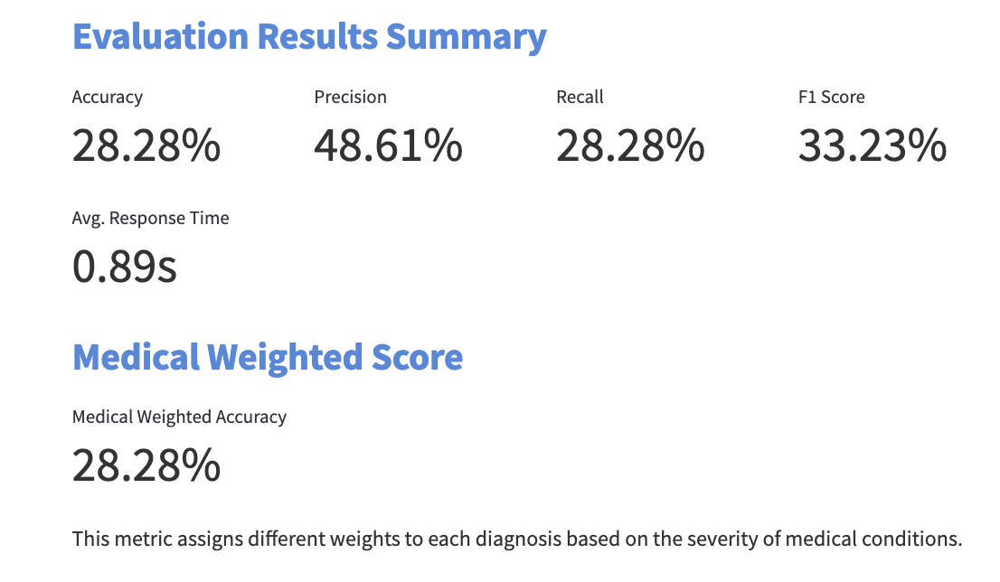 Evaluation Results Summary
Accuracy Precision Recall F1 Score
28.28% 48.61% 28.28% 33.23%
Avg. Response Time
0.89s
Medical Weighted Score
Medical Weighted Accuracy
28.28%
This metric assigns different weights to each diagnosis based on the severity of medical conditions.